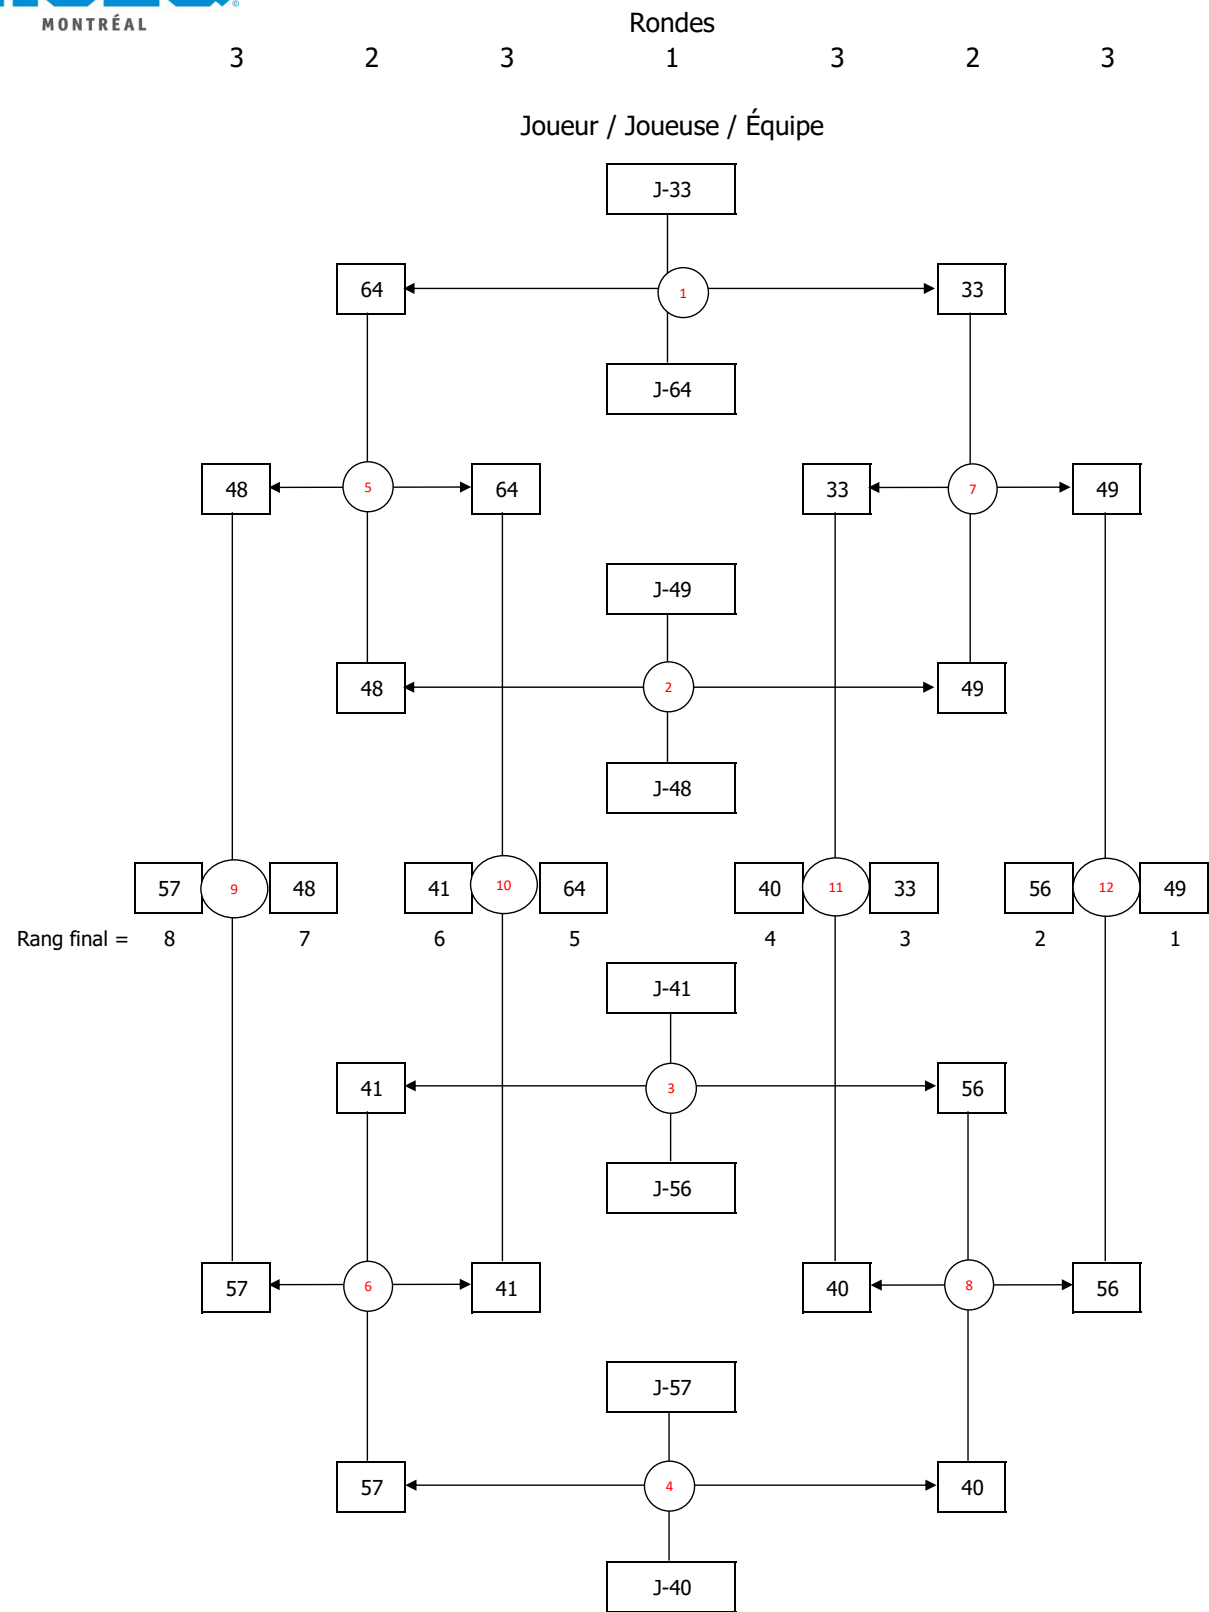 MONTRÉAL
Rondes
3 2 3 1 3 2 3
Joueur / Joueuse / Équipe
J-33
64 1 33
J-64
48 5 64 33 7 49
J-49
48 2 49
J-48
57 9 48 41 10 64 40 11 33 56 12 49
Rang final = 8 7 6 5 4 3 2 1
J-41
41 3 56
J-56
57 6 41 40 8 56
J-57
57 4 40
J-40